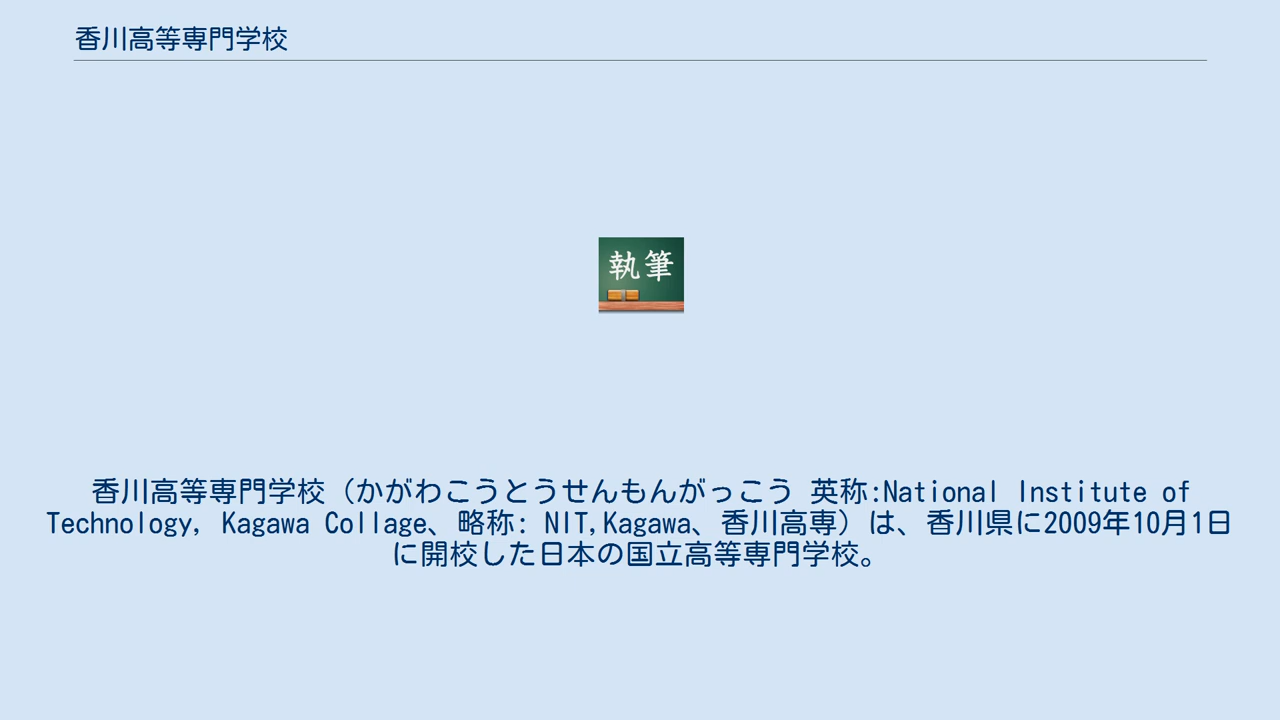 香川高等専門学校
執筆
香川高等専門学校（かがわこうとうせんもんがっこう 英称:National Institute of
Technology, Kagawa Collage、略称: NIT,Kagawa、香川高専）は、香川県に2009年10月1日
に開校した日本の国立高等専門学校。